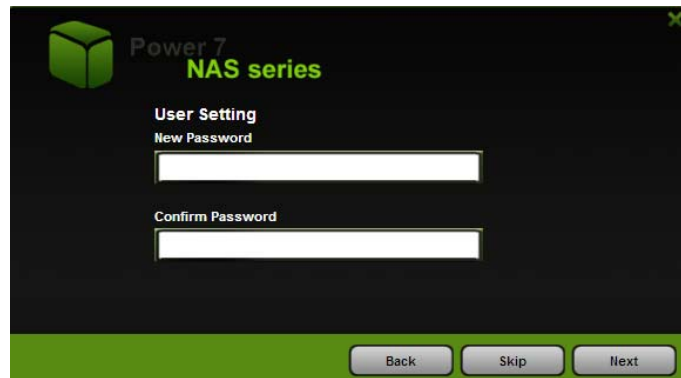 Power 7
NAS series
User Setting
New Password
Confirm Password
Back Skip Next